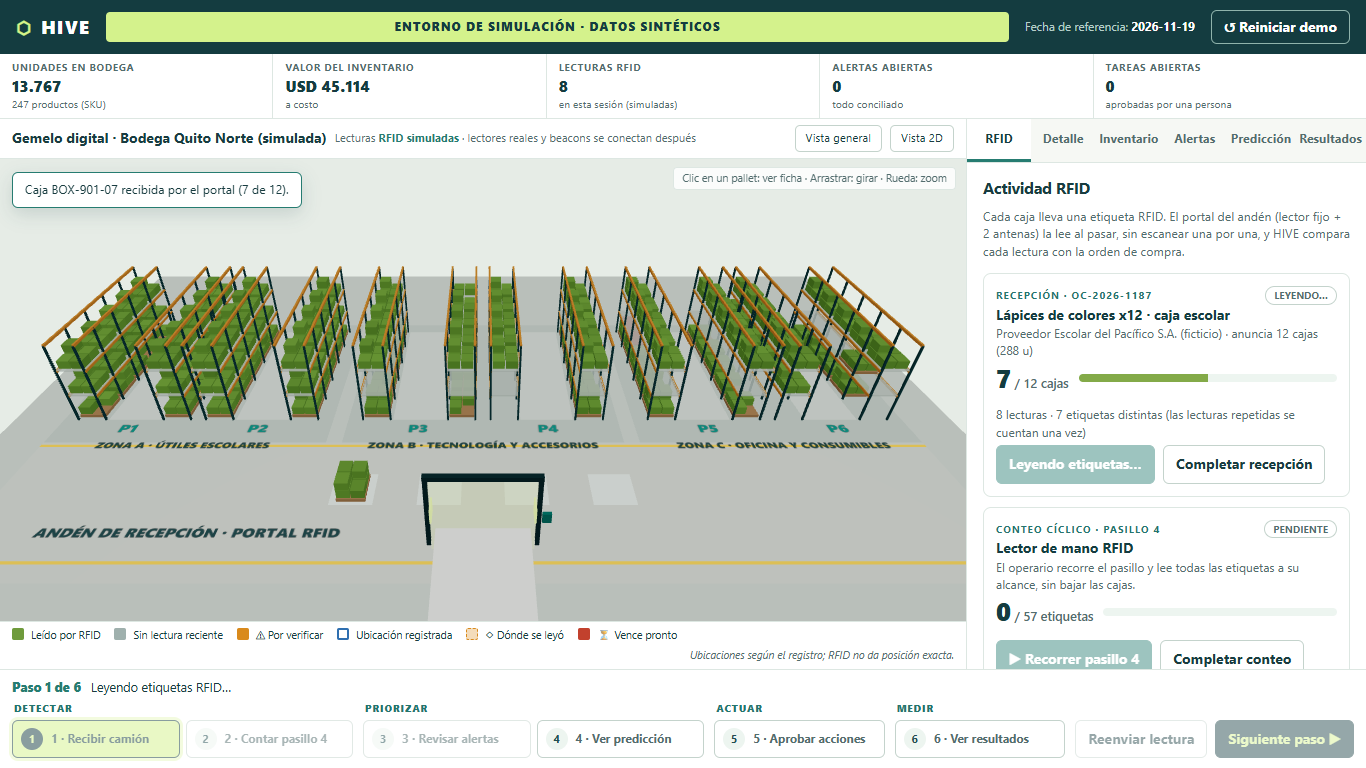 HIVE
ENTORNO DE SIMULACIÓN · DATOS SINTÉTICOS
Fecha de referencia: 2026-11-19
↺ Reiniciar demo
UNIDADES EN BODEGA
13.767
247 productos (SKU)
VALOR DEL INVENTARIO
USD 45.114
a costo
LECTURAS RFID
8
en esta sesión (simuladas)
ALERTAS ABIERTAS
0
todo conciliado
TAREAS ABIERTAS
0
aprobadas por una persona
Gemelo digital · Bodega Quito Norte (simulada)
Lecturas RFID simuladas · lectores reales y beacons se conectan después
Vista general
Vista 2D
Caja BOX-901-07 recibida por el portal (7 de 12).
Clic en un pallet: ver ficha · Arrastrar: girar · Rueda: zoom
P1
P2
P3
P4
P5
P6
ZONA A · ÚTILES ESCOLARES
ZONA B · TECNOLOGÍA Y ACCESORIOS
ZONA C · OFICINA Y CONSUMIBLES
ANDÉN DE RECEPCIÓN · PORTAL RFID
Leído por RFID
Sin lectura reciente
⚠ Por verificar
Ubicación registrada
◇ Dónde se leyó
⏳ Vence pronto
Ubicaciones según el registro; RFID no da posición exacta.
RFID
Detalle
Inventario
Alertas
Predicción
Resultados
Actividad RFID
Cada caja lleva una etiqueta RFID. El portal del andén (lector fijo +
2 antenas) la lee al pasar, sin escanear una por una, y HIVE compara
cada lectura con la orden de compra.
RECEPCIÓN · OC-2026-1187
LEYENDO...
Lápices de colores x12 · caja escolar
Proveedor Escolar del Pacífico S.A. (ficticio) · anuncia 12 cajas
(288 u)
7 / 12 cajas
8 lecturas · 7 etiquetas distintas (las lecturas repetidas se
cuentan una vez)
Leyendo etiquetas...
Completar recepción
CONTEO CÍCLICO · PASILLO 4
PENDIENTE
Lector de mano RFID
El operario recorre el pasillo y lee todas las etiquetas a su
alcance, sin bajar las cajas.
0 / 57 etiquetas
▶ Recorrer pasillo 4
Completar conteo
Paso 1 de 6
Leyendo etiquetas RFID...
DETECTAR
1 1 · Recibir camión
2 2 · Contar pasillo 4
PRIORIZAR
3 3 · Revisar alertas
4 4 · Ver predicción
ACTUAR
5 5 · Aprobar acciones
MEDIR
6 6 · Ver resultados
Reenviar lectura
Siguiente paso ▶